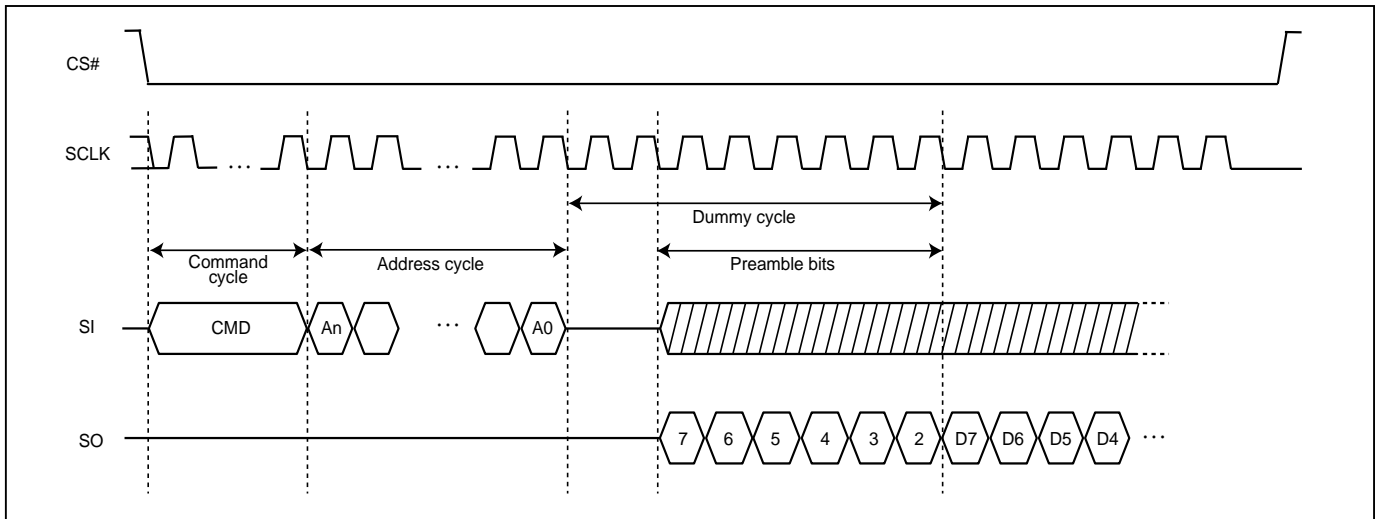 CS#
SCLK
...
...
Dummy cycle
Command
cycle
Address cycle
Preamble bits
SI
CMD
An
...
A0
SO
7 6 5 4 3 2 D7 D6 D5 D4 ...